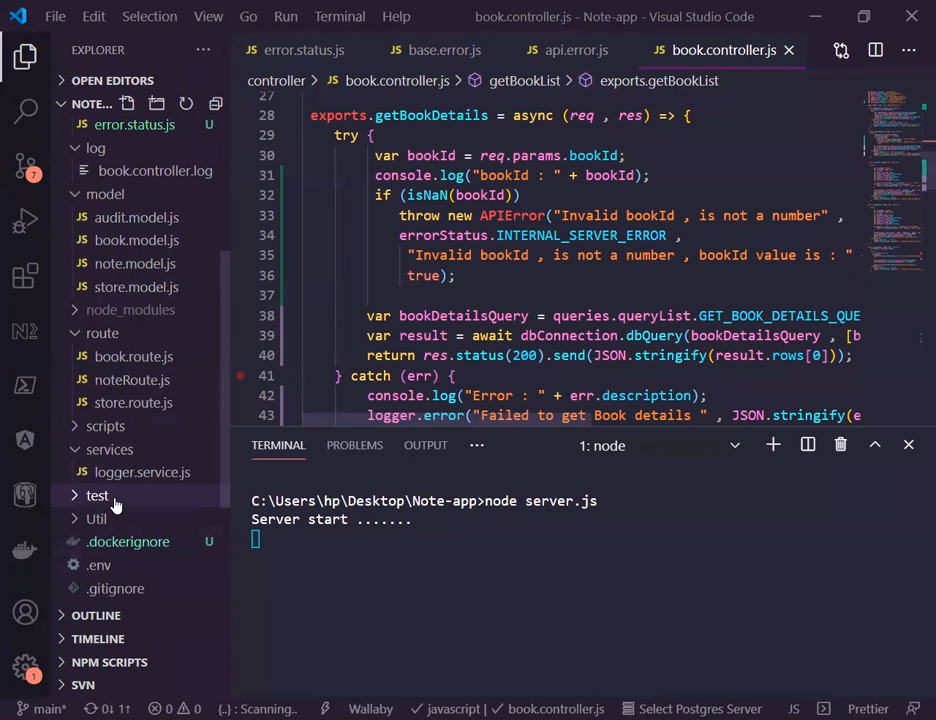 File Edit Selection View Go Run Terminal Help book.controller.js - Note-app - Visual Studio Code
EXPLORER
JS error.status.js JS base.error.js JS api.error.js JS book.controller.js
controller > JS book.controller.js > getBookList > exports.getBookList
OPEN EDITORS
NOTE...
error.status.js U
log
book.controller.log
model
JS audit.model.js
JS book.model.js
JS note.model.js
JS store.model.js
node_modules
route
JS book.route.js
JS noteRoute.js
JS store.route.js
scripts
services
JS logger.service.js
test
Util
.dockerignore U
.env
.gitignore
OUTLINE
TIMELINE
NPM SCRIPTS
SVN
7
1
27
28 exports.getBookDetails = async (req , res) => {
29 try {
30 var bookId = req.params.bookId;
31 console.log("bookId : " + bookId);
32 if (isNaN(bookId))
33 throw new APIError("Invalid bookId , is not a number" ,
34 errorStatus.INTERNAL_SERVER_ERROR ,
35 "Invalid bookId , is not a number , bookId value is : "
36 true);
37
38 var bookDetailsQuery = queries.queryList.GET_BOOK_DETAILS_QUE
39 var result = await dbConnection.dbQuery(bookDetailsQuery , [b
40 return res.status(200).send(JSON.stringify(result.rows[0]));
41 } catch (err) {
42 console.log("Error : " + err.description);
43 logger.error("Failed to get Book details " , JSON.stringify(e
TERMINAL PROBLEMS OUTPUT 1: node
C:\Users\hp\Desktop\Note-app>node server.js
Server start .......
main* 0↓ 1↑ 0 0 {..} : Scanning.. Wallaby ✓ javascript | ✓ book.controller.js Select Postgres Server JS Prettier